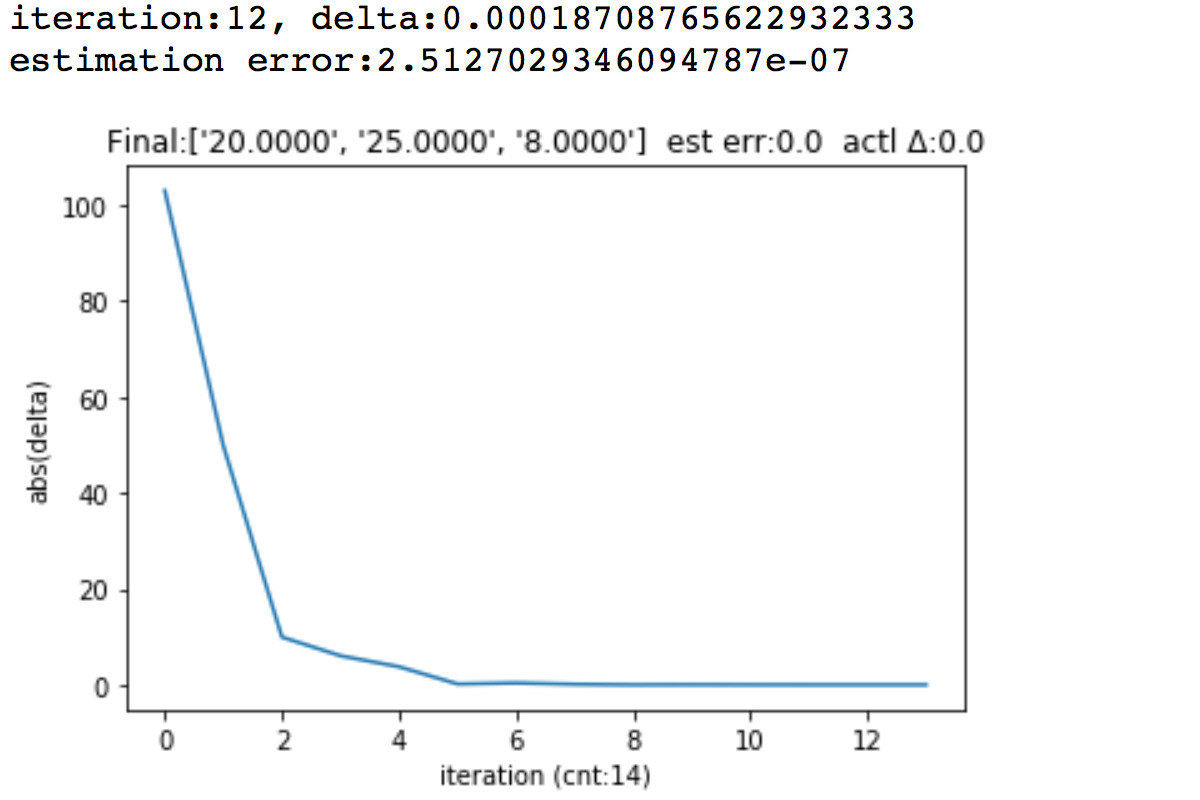 iteration:12, delta:0.00018708765622932333
estimation error:2.5127029346094787e-07
Final:['20.0000', '25.0000', '8.0000']  est err:0.0  actl Δ:0.0
100
80
60
40
20
0
abs(delta)
0 2 4 6 8 10 12
iteration (cnt:14)